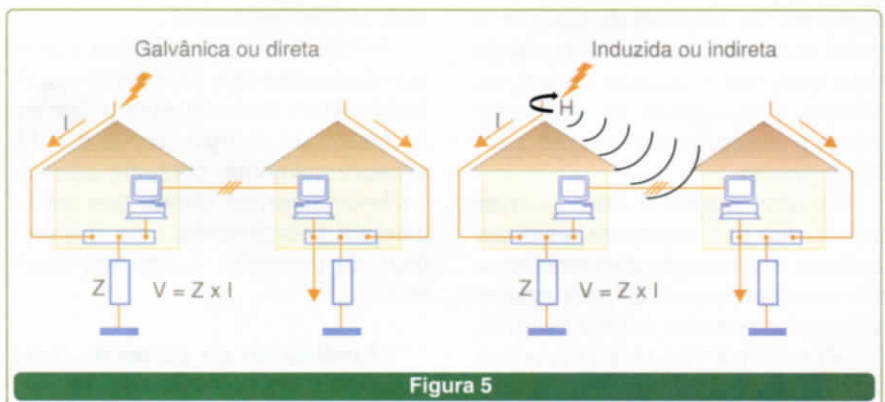 Galvânica ou direta
Induzida ou indireta
I
H
I
Z
V = Z x I
Z
V = Z x I
Figura 5